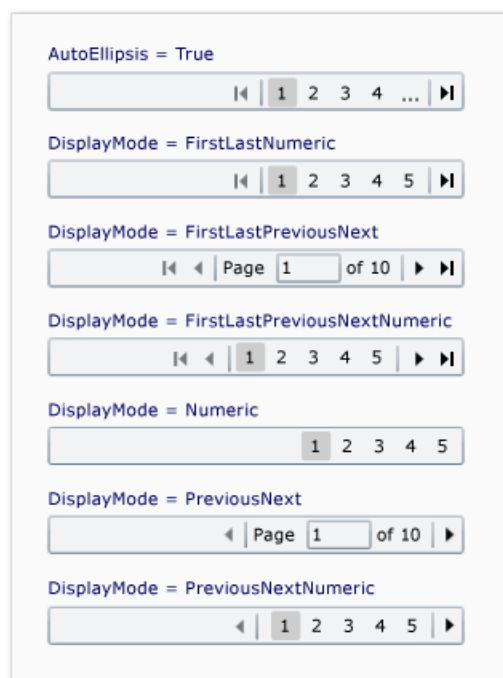 AutoEllipsis = True
1 2 3 4 ...
DisplayMode = FirstLastNumeric
1 2 3 4 5
DisplayMode = FirstLastPreviousNext
Page 1 of 10
DisplayMode = FirstLastPreviousNextNumeric
1 2 3 4 5
DisplayMode = Numeric
1 2 3 4 5
DisplayMode = PreviousNext
Page 1 of 10
DisplayMode = PreviousNextNumeric
1 2 3 4 5